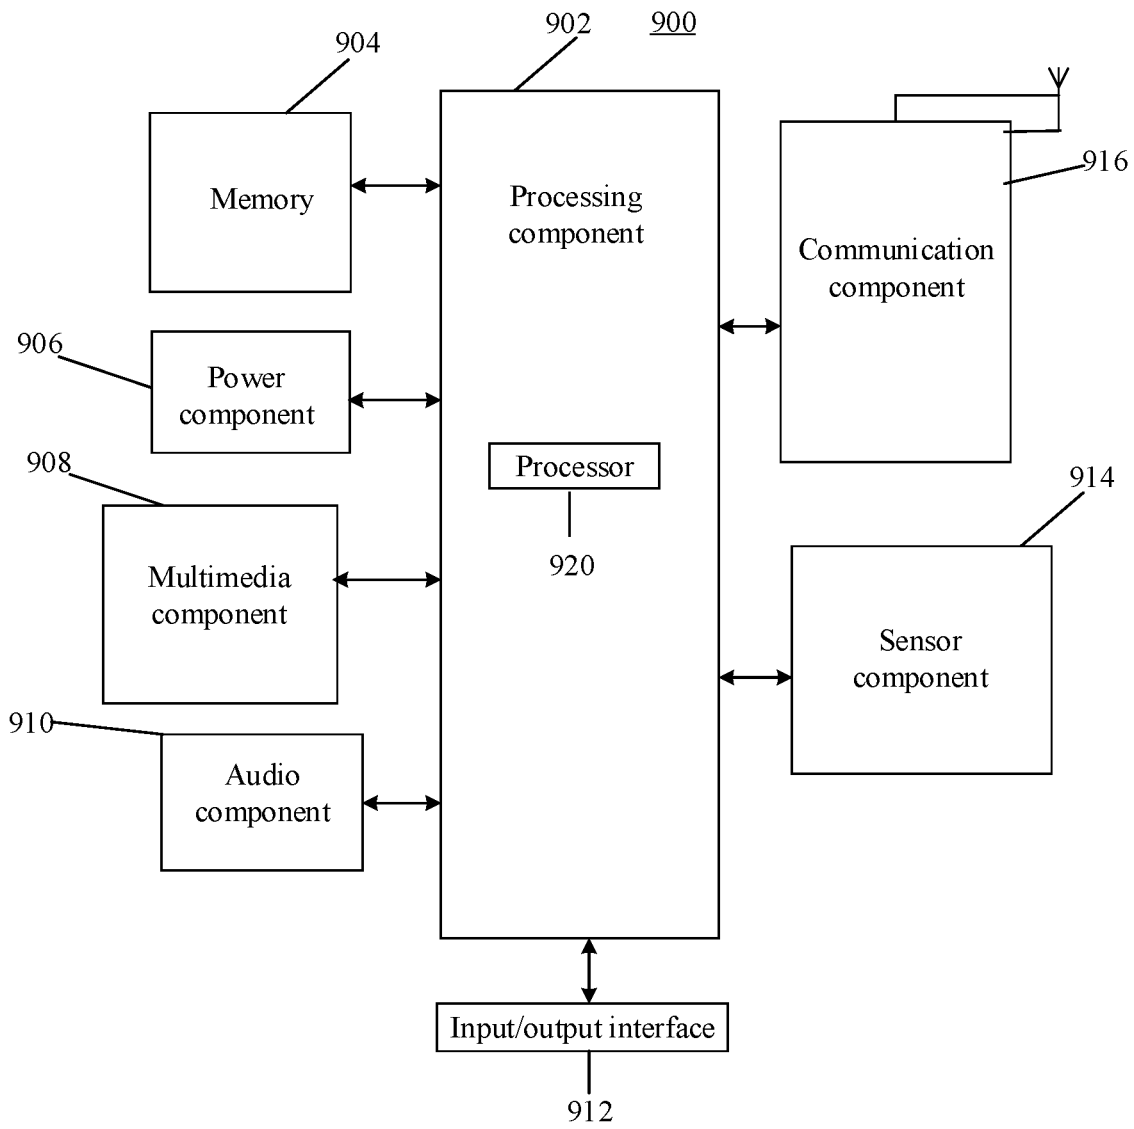 902
900
904
Memory
Processing
component
916
Communication
component
906
Power
component
908
Processor
914
920
Multimedia
component
Sensor
component
910
Audio
component
Input/output interface
912